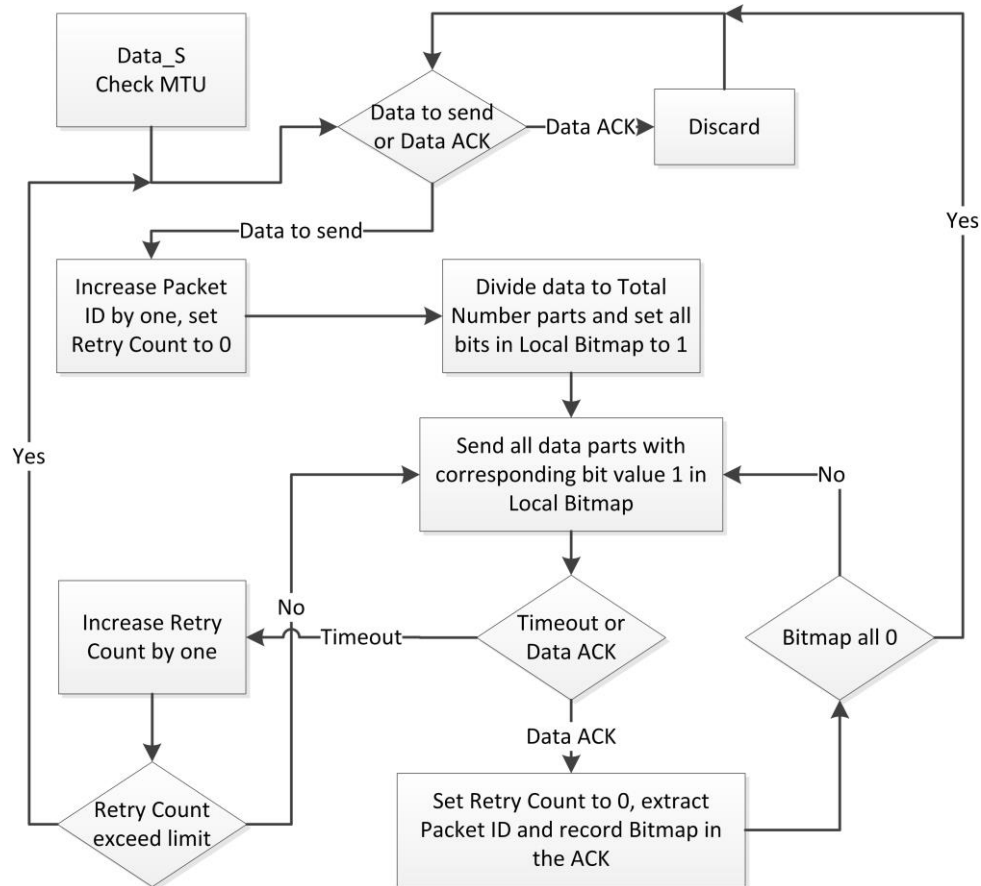 Data_S
Check MTU
Data to send
or Data ACK
Data ACK
Discard
Yes
Data to send
Increase Packet
ID by one, set
Retry Count to 0
Divide data to Total
Number parts and set all
bits in Local Bitmap to 1
Yes
Send all data parts with
corresponding bit value 1 in
Local Bitmap
No
No
Increase Retry
Count by one
Timeout
Timeout or
Data ACK
Bitmap all 0
Data ACK
Retry Count
exceed limit
Set Retry Count to 0, extract
Packet ID and record Bitmap in
the ACK